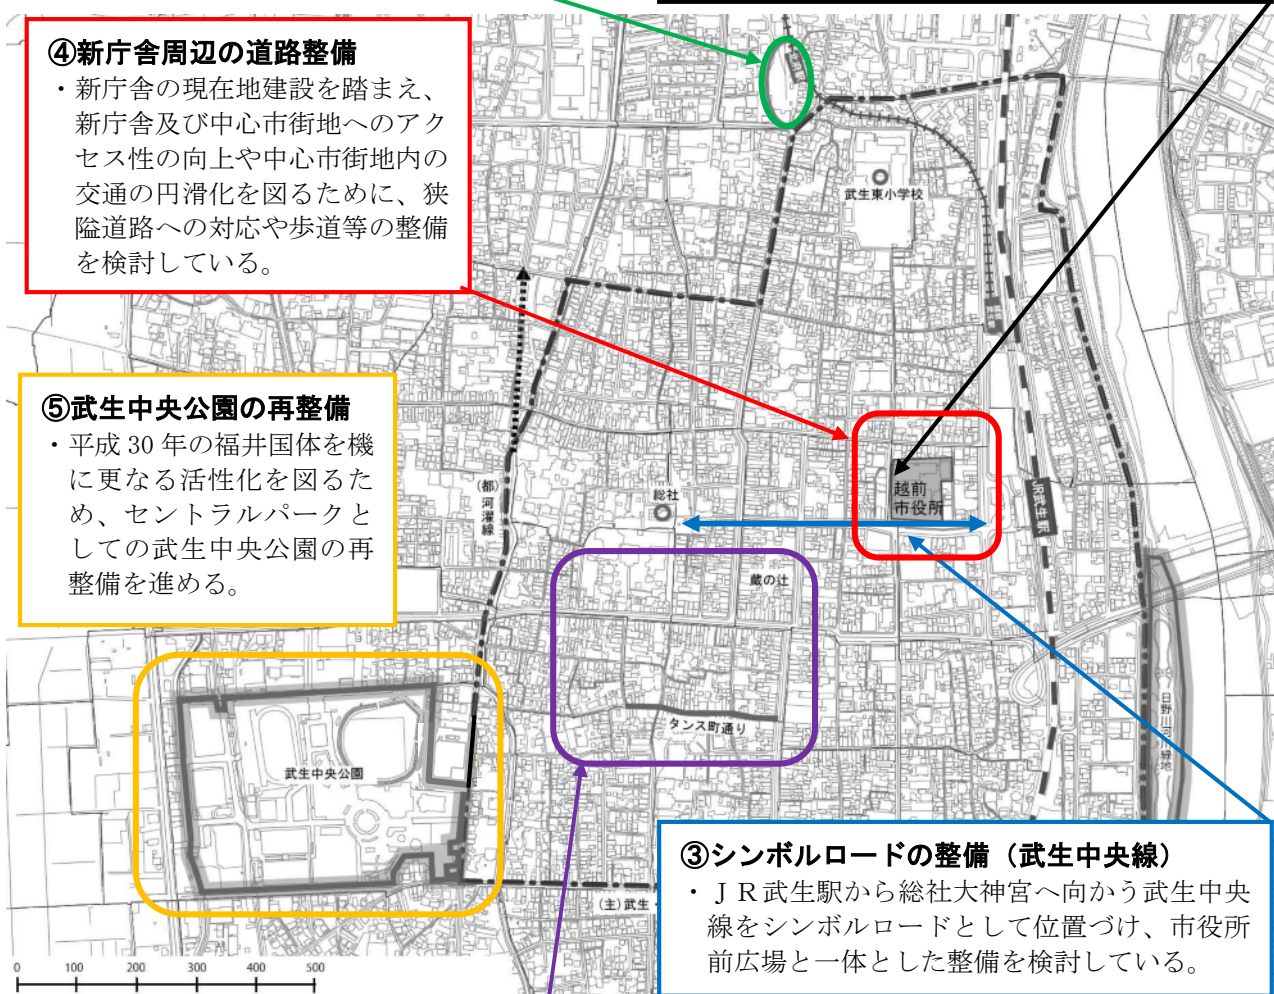 ④新庁舎周辺の道路整備
・新庁舎の現在地建設を踏まえ、
新庁舎及び中心市街地へのアク
セス性の向上や中心市街地内の
交通の円滑化を図るために、狭
隘道路への対応や歩道等の整備
を検討している。
武生東小学校
⑤武生中央公園の再整備
・平成 30 年の福井国体を機
に更なる活性化を図るた
め、セントラルパークと
しての武生中央公園の再
整備を進める。
(都)河濯線
総社
越前
市役所
JR武生駅
蔵の辻
タンス町通り
日野川河川緑地
武生中央公園
(主)武生・
③シンボルロードの整備（武生中央線）
・ＪＲ武生駅から総社大神宮へ向かう武生中央
線をシンボルロードとして位置づけ、市役所
前広場と一体とした整備を検討している。
0 100 200 300 400 500